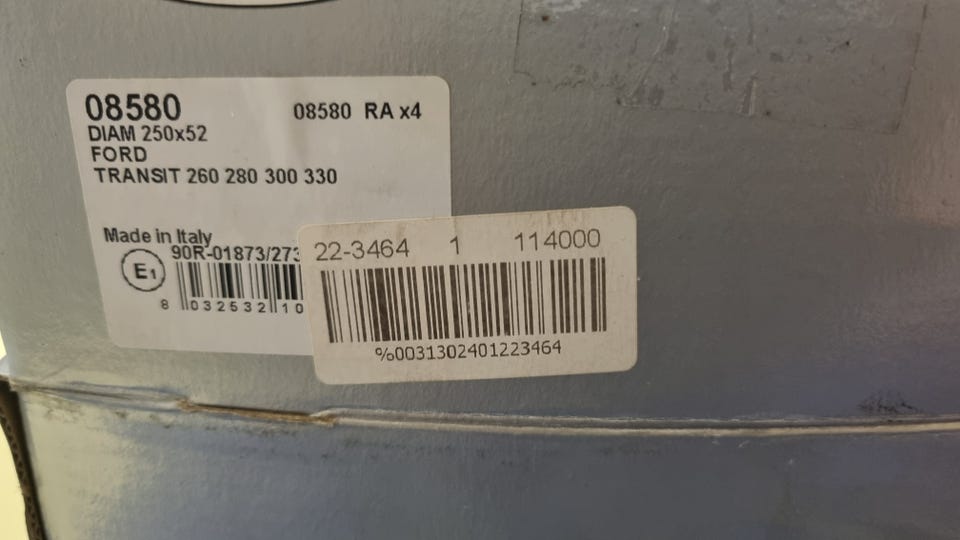 08580
08580 RA x4
DIAM 250x52
FORD
TRANSIT 260 280 300 330
Made in Italy
90R-01873/273
E1
8 032532 10
22-3464 1 114000
%0031302401223464